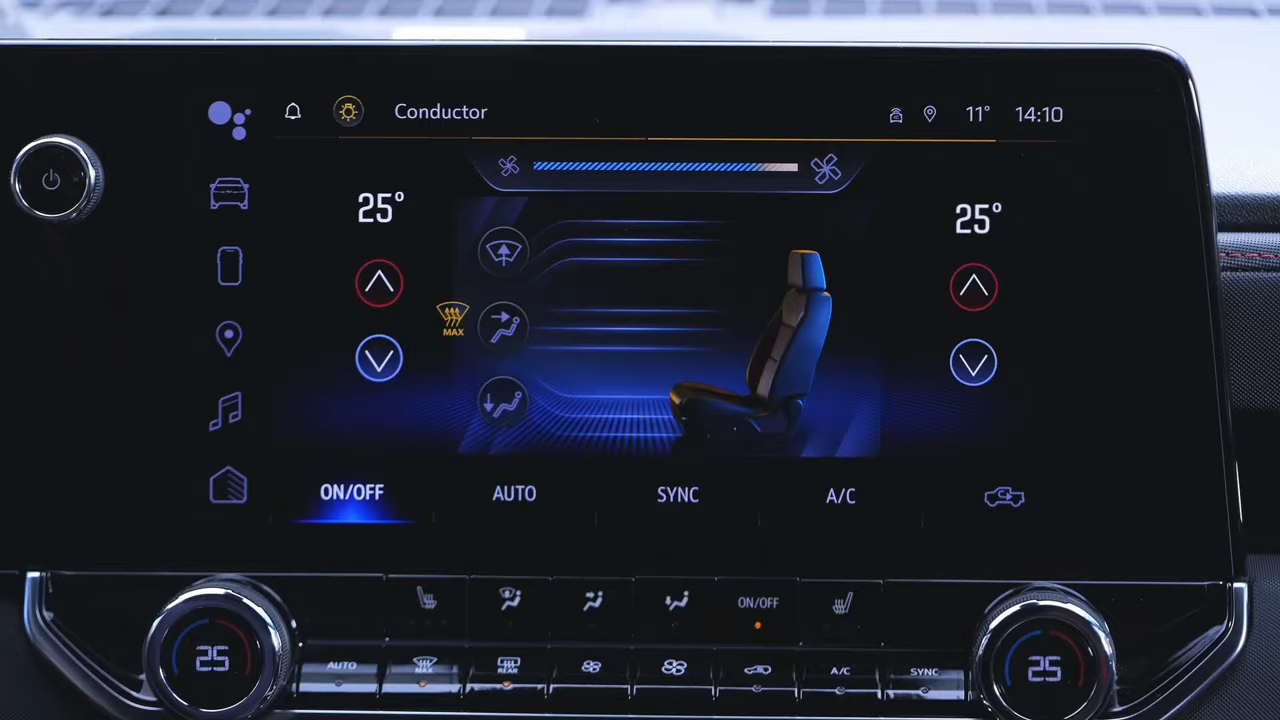 Conductor 11° 14:10
25° 25°
MAX
ON/OFF AUTO SYNC A/C
ON/OFF
25 AUTO MAX REAR A/C SYNC 25